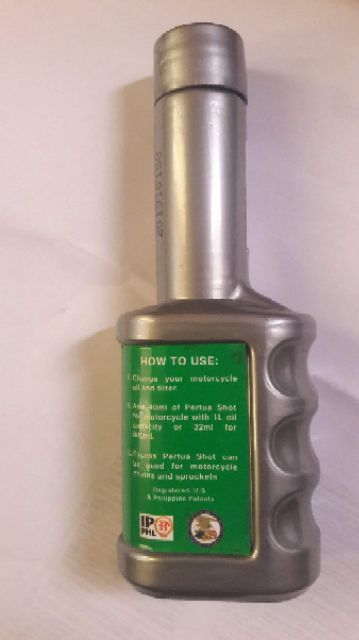 HOW TO USE:
1. Change your motorcycle
oil and filter.
2. Add 40ml of Pertua Shot
for motorcycle with 1L oil
capacity or 32ml for
800mL
3. Excess Pertua Shot can
be used for motorcycle
chains and sprockets
Registered U.S.
& Philippine Patents
IP
PHL